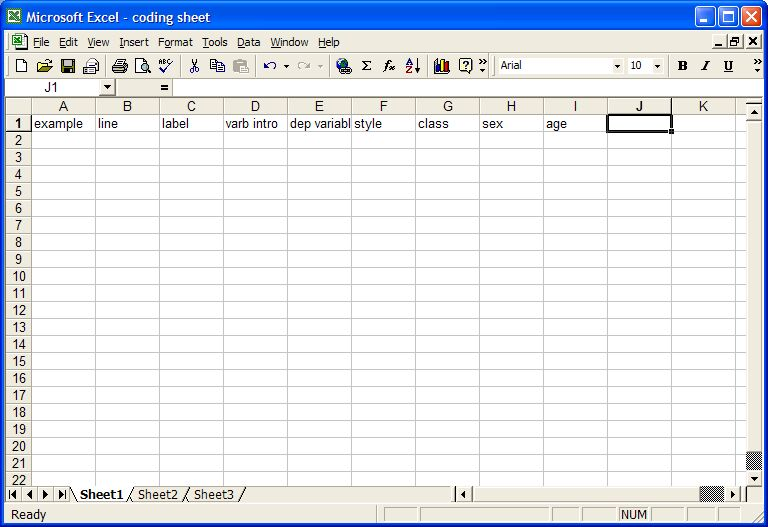 Microsoft Excel - coding sheet
File Edit View Insert Format Tools Data Window Help
Arial 10 B I U
J1 =
A B C D E F G H I J K
1 example line label varb intro dep variabl style class sex age
2
3
4
5
6
7
8
9
10
11
12
13
14
15
16
17
18
19
20
21
22
Sheet1 Sheet2 Sheet3
Ready NUM